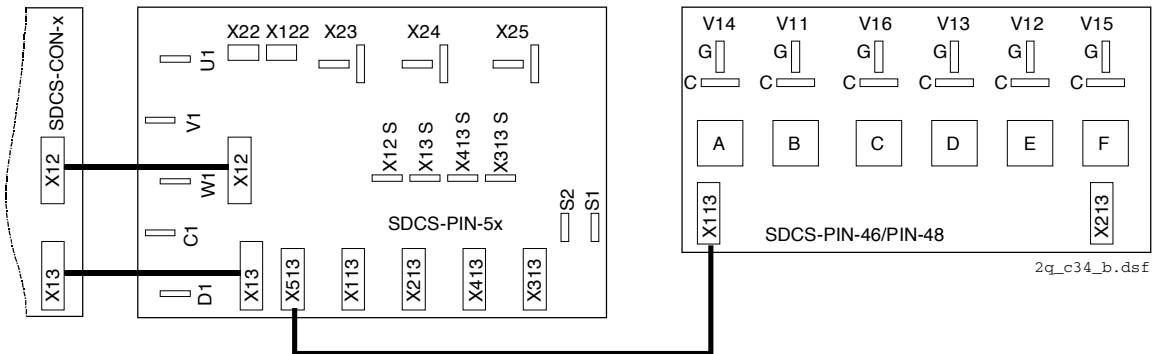 SDCS-CON-x
X12
X13
U1
V1
W1
C1
D1
X22 X122 X23 X24 X25
X12
X12 S
X13 S
X413 S
X313 S
S2
S1
SDCS-PIN-5x
X13
X513
X113
X213
X413
X313
V14 V11 V16 V13 V12 V15
G G G G G G
C C C C C C
A B C D E F
X113
X213
SDCS-PIN-46/PIN-48
2q_c34_b.dsf